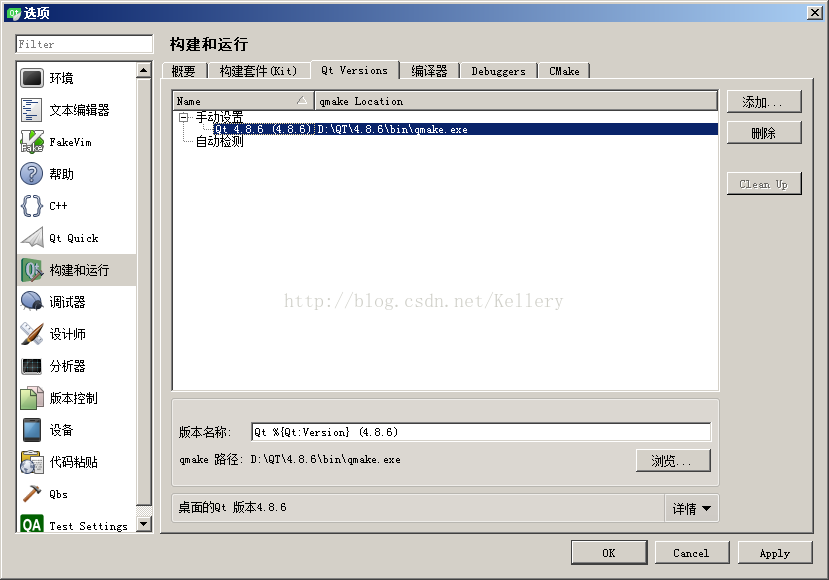 选项
Filter
环境
文本编辑器
FakeVim
帮助
C++
Qt Quick
构建和运行
调试器
设计师
分析器
版本控制
设备
代码粘贴
Qbs
Test Settings
构建和运行
概要 构建套件(Kit) Qt Versions 编译器 Debuggers CMake
Name qmake Location
手动设置
Qt 4.8.6 (4.8.6) D:\QT\4.8.6\bin\qmake.exe
自动检测
添加...
删除
Clean Up
http://blog.csdn.net/Kellery
版本名称: Qt %{Qt:Version} (4.8.6)
qmake 路径: D:\QT\4.8.6\bin\qmake.exe 浏览...
桌面的Qt 版本4.8.6 详情
OK Cancel Apply